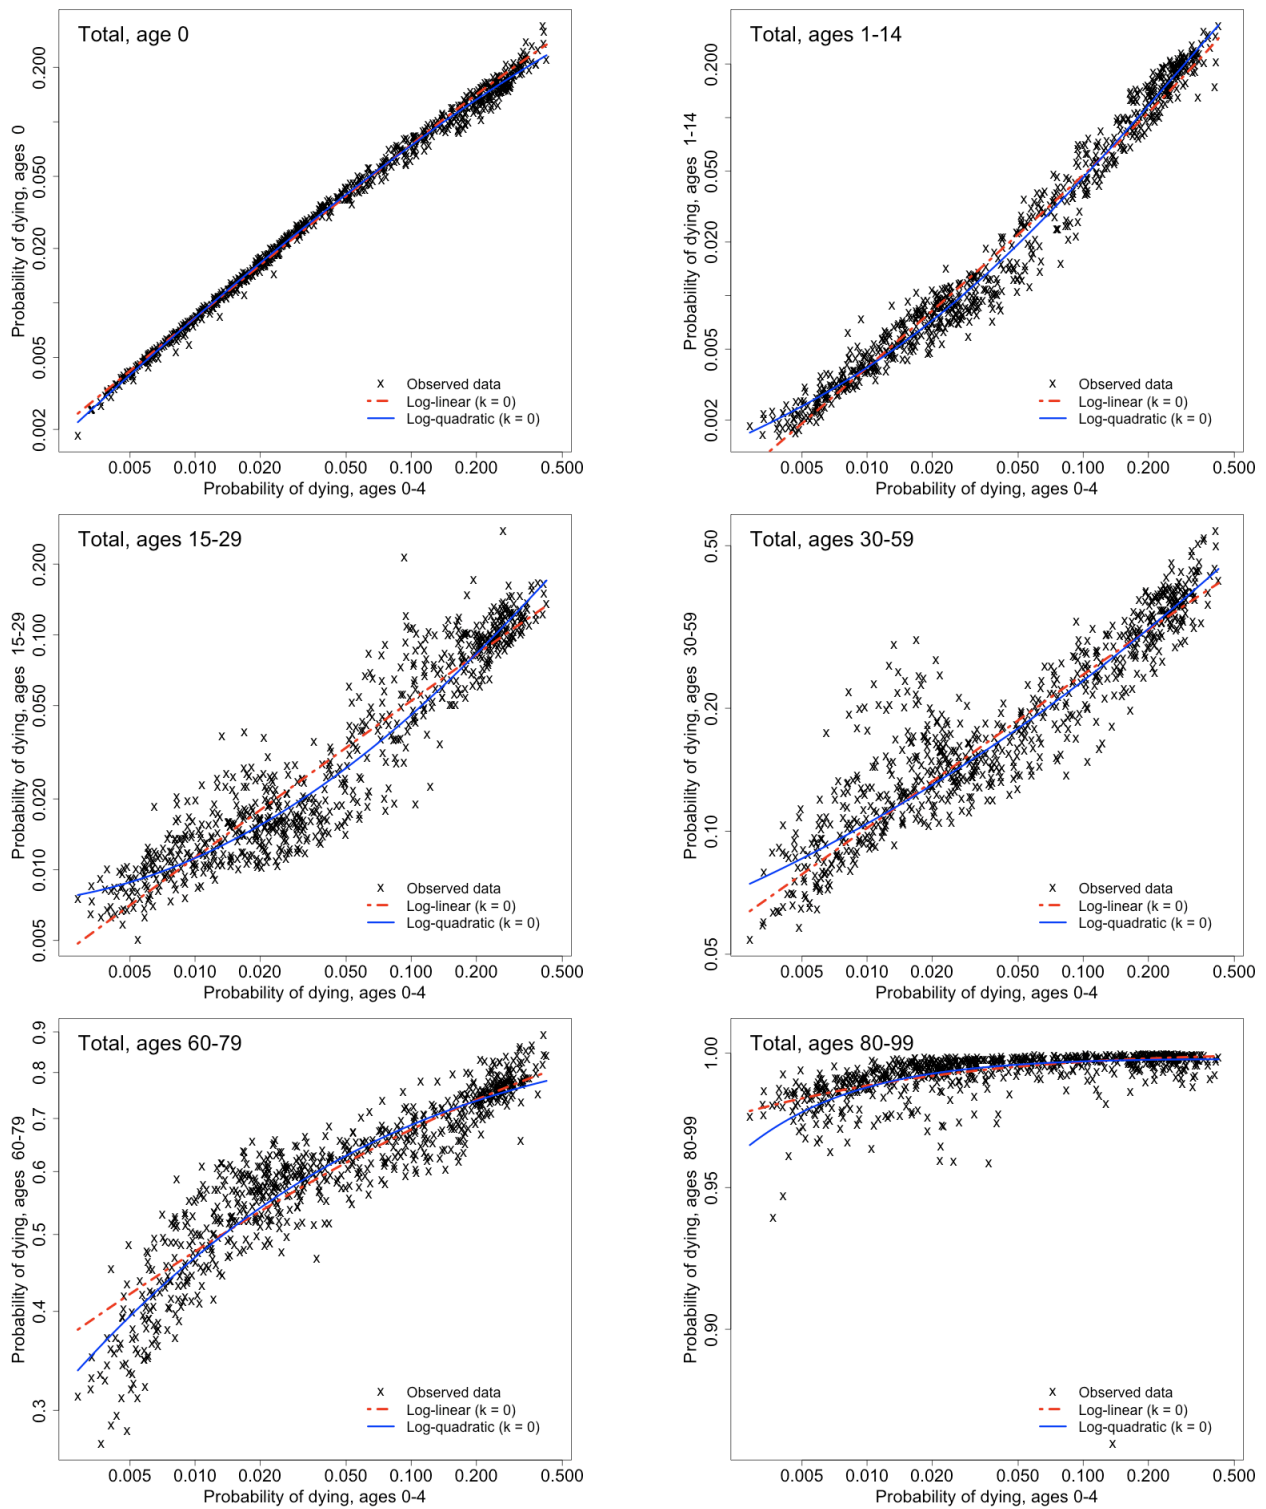 Total, age 0
Probability of dying, ages 0
0.200
0.050
0.020
0.005
0.002
x Observed data
Log-linear (k = 0)
Log-quadratic (k = 0)
0.005 0.010 0.020 0.050 0.100 0.200 0.500
Probability of dying, ages 0-4
Total, ages 1-14
Probability of dying, ages 1-14
0.200
0.050
0.020
0.005
0.002
x Observed data
Log-linear (k = 0)
Log-quadratic (k = 0)
0.005 0.010 0.020 0.050 0.100 0.200 0.500
Probability of dying, ages 0-4
Total, ages 15-29
Probability of dying, ages 15-29
0.200
0.100
0.050
0.020
0.010
0.005
x Observed data
Log-linear (k = 0)
Log-quadratic (k = 0)
0.005 0.010 0.020 0.050 0.100 0.200 0.500
Probability of dying, ages 0-4
Total, ages 30-59
Probability of dying, ages 30-59
0.50
0.20
0.10
0.05
x Observed data
Log-linear (k = 0)
Log-quadratic (k = 0)
0.005 0.010 0.020 0.050 0.100 0.200 0.500
Probability of dying, ages 0-4
Total, ages 60-79
Probability of dying, ages 60-79
0.9
0.8
0.7
0.6
0.5
0.4
0.3
x Observed data
Log-linear (k = 0)
Log-quadratic (k = 0)
0.005 0.010 0.020 0.050 0.100 0.200 0.500
Probability of dying, ages 0-4
Total, ages 80-99
Probability of dying, ages 80-99
1.00
0.95
0.90
x Observed data
Log-linear (k = 0)
Log-quadratic (k = 0)
0.005 0.010 0.020 0.050 0.100 0.200 0.500
Probability of dying, ages 0-4